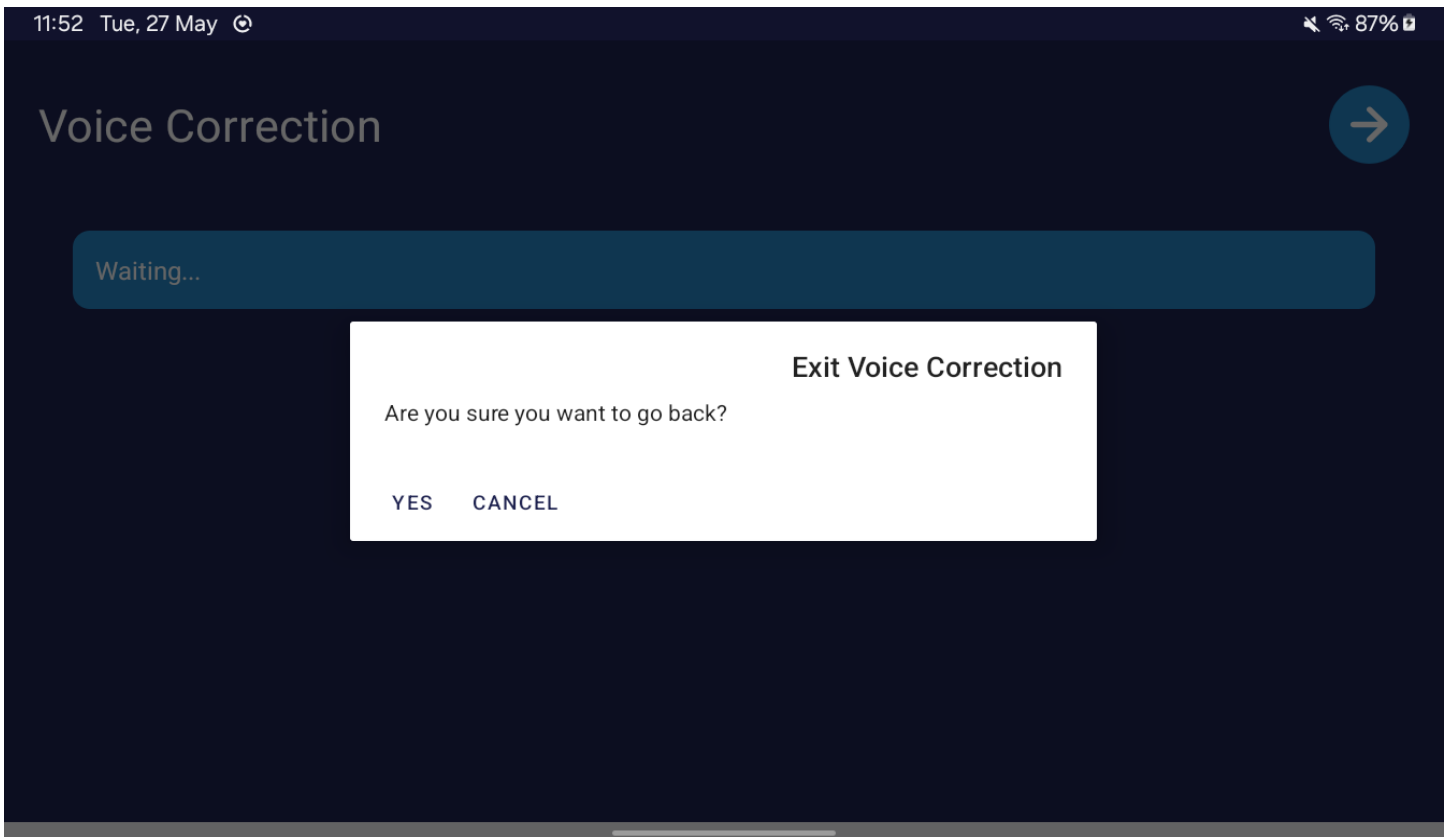 11:52 Tue, 27 May 87%
Voice Correction
Waiting...
Exit Voice Correction
Are you sure you want to go back?
YES CANCEL